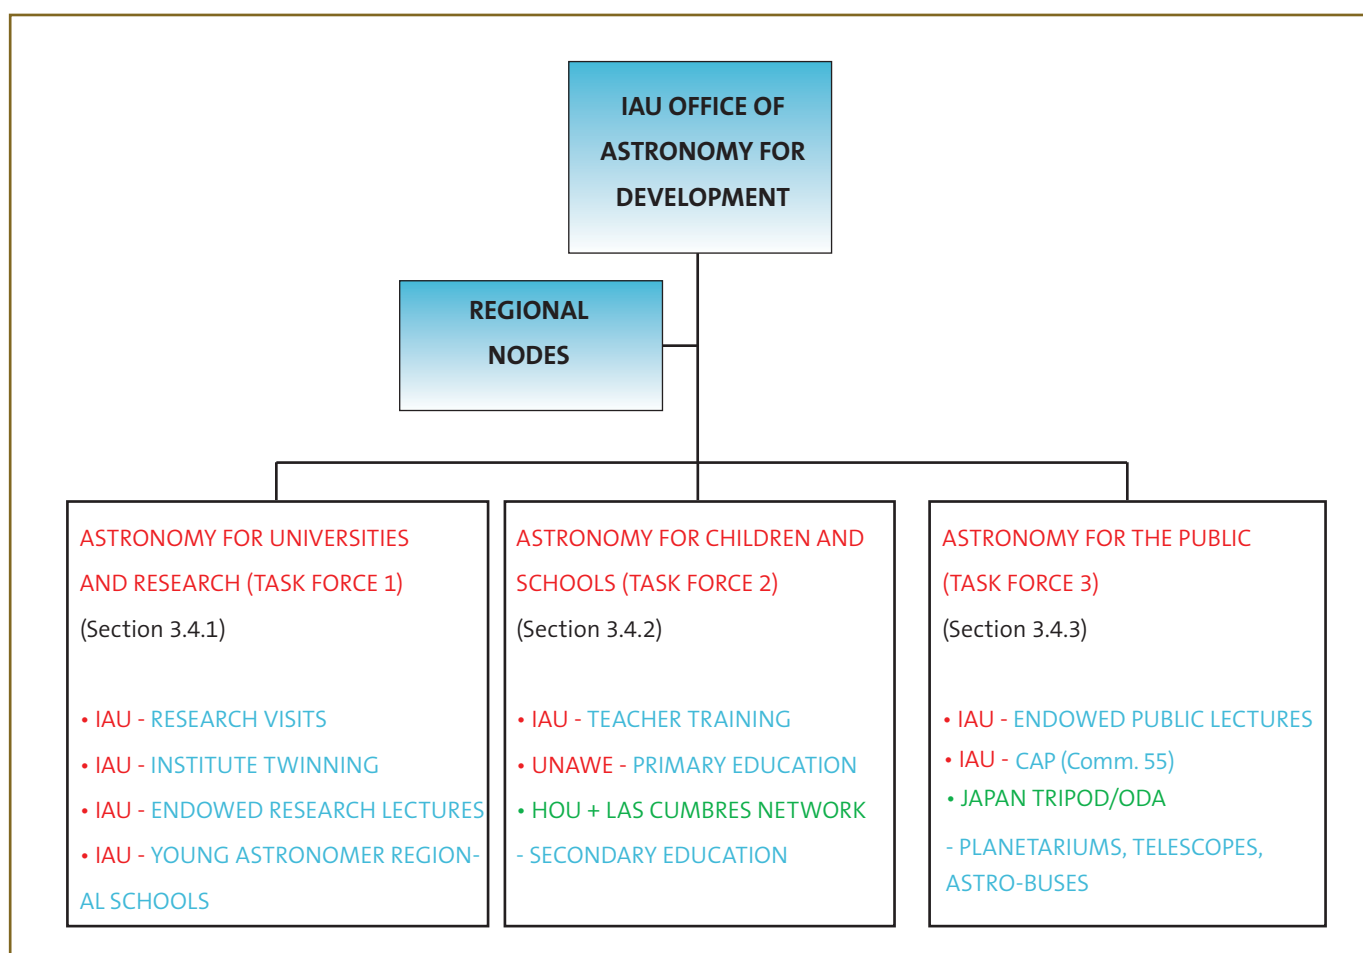 IAU OFFICE OF
ASTRONOMY FOR
DEVELOPMENT
REGIONAL
NODES
ASTRONOMY FOR UNIVERSITIES
AND RESEARCH (TASK FORCE 1)
(Section 3.4.1)
• IAU - RESEARCH VISITS
• IAU - INSTITUTE TWINNING
• IAU - ENDOWED RESEARCH LECTURES
• IAU - YOUNG ASTRONOMER REGION-
AL SCHOOLS
ASTRONOMY FOR CHILDREN AND
SCHOOLS (TASK FORCE 2)
(Section 3.4.2)
• IAU - TEACHER TRAINING
• UNAWE - PRIMARY EDUCATION
• HOU + LAS CUMBRES NETWORK
- SECONDARY EDUCATION
ASTRONOMY FOR THE PUBLIC
(TASK FORCE 3)
(Section 3.4.3)
• IAU - ENDOWED PUBLIC LECTURES
• IAU - CAP (Comm. 55)
• JAPAN TRIPOD/ODA
- PLANETARIUMS, TELESCOPES,
ASTRO-BUSES